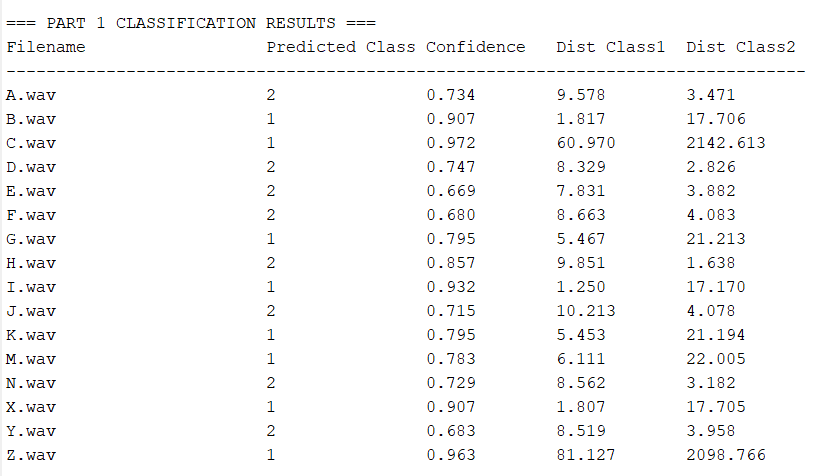 === PART 1 CLASSIFICATION RESULTS ===
Filename                  Predicted Class Confidence   Dist Class1  Dist Class2
--------------------------------------------------------------------------------
A.wav                     2               0.734        9.578        3.471
B.wav                     1               0.907        1.817        17.706
C.wav                     1               0.972        60.970       2142.613
D.wav                     2               0.747        8.329        2.826
E.wav                     2               0.669        7.831        3.882
F.wav                     2               0.680        8.663        4.083
G.wav                     1               0.795        5.467        21.213
H.wav                     2               0.857        9.851        1.638
I.wav                     1               0.932        1.250        17.170
J.wav                     2               0.715        10.213       4.078
K.wav                     1               0.795        5.453        21.194
M.wav                     1               0.783        6.111        22.005
N.wav                     2               0.729        8.562        3.182
X.wav                     1               0.907        1.807        17.705
Y.wav                     2               0.683        8.519        3.958
Z.wav                     1               0.963        81.127       2098.766